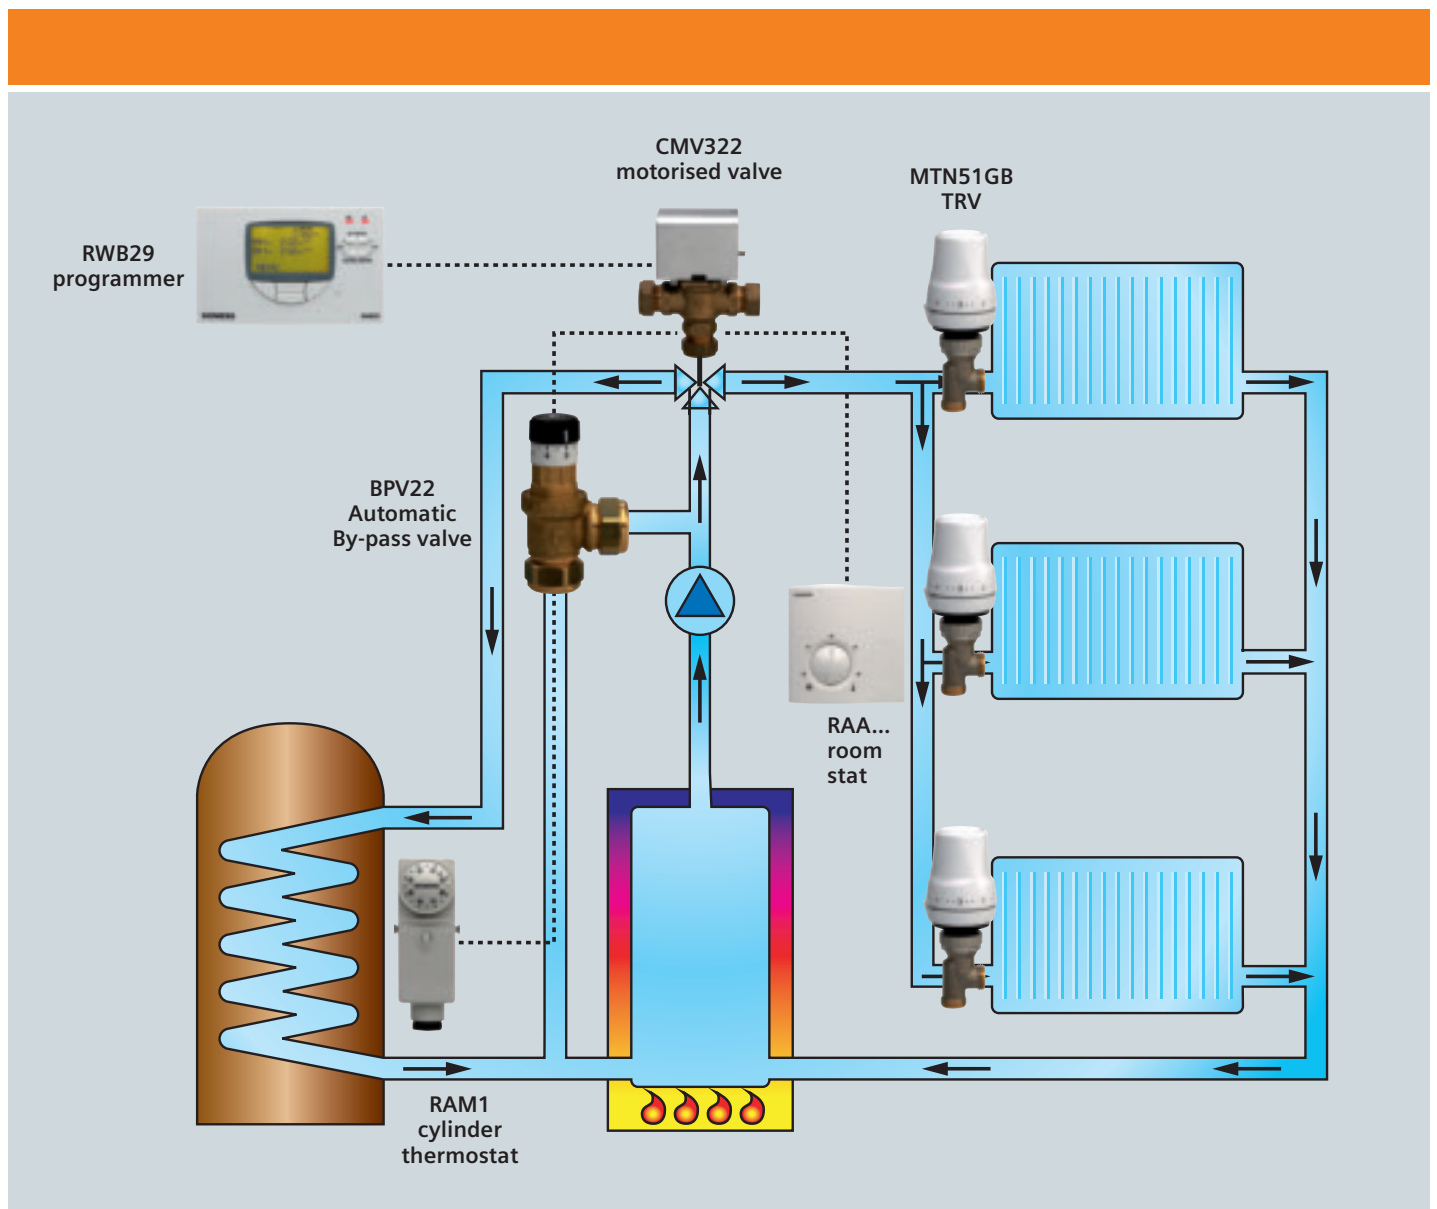 CMV322
motorised valve
MTN51GB
TRV
RWB29
programmer
BPV22
Automatic
By-pass valve
RAA...
room
stat
RAM1
cylinder
thermostat